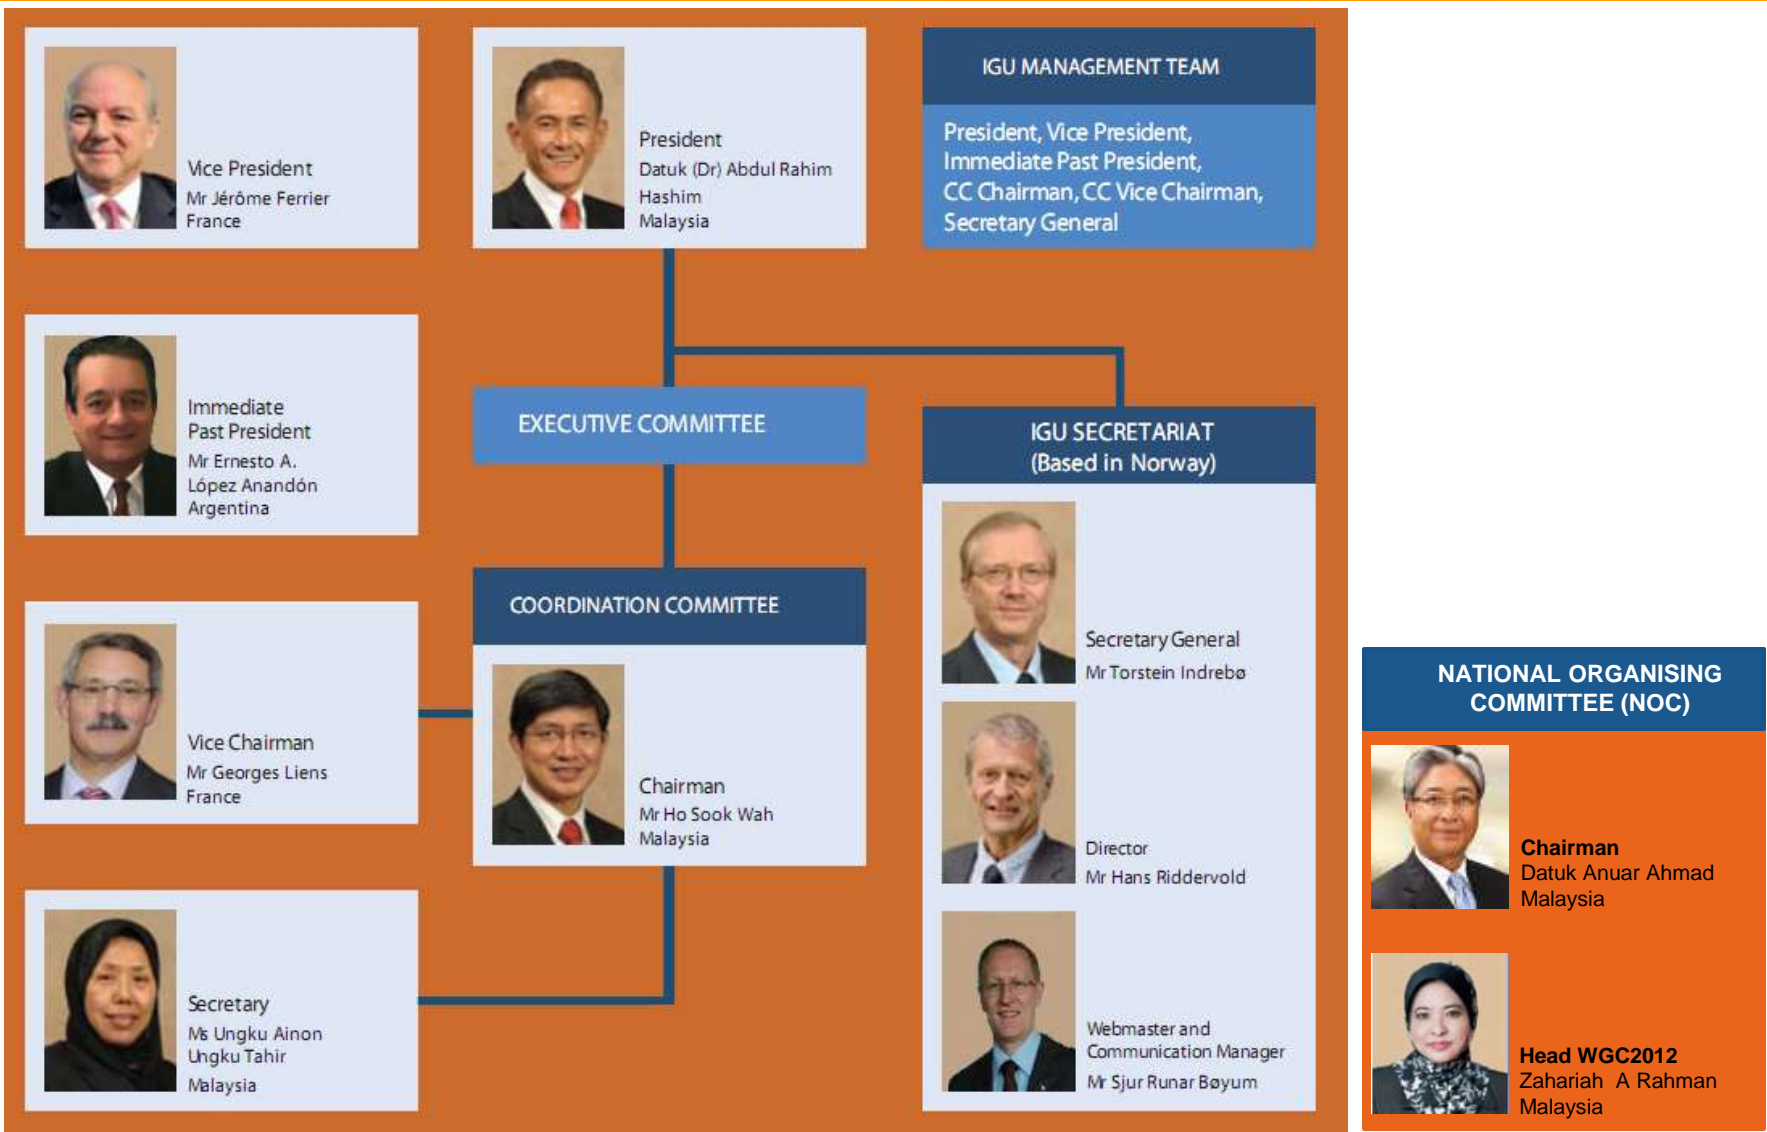 Vice President
Mr Jérôme Ferrier
France
President
Datuk (Dr) Abdul Rahim
Hashim
Malaysia
IGU MANAGEMENT TEAM
President, Vice President,
Immediate Past President,
CC Chairman, CC Vice Chairman,
Secretary General
Immediate
Past President
Mr Ernesto A.
López Anandón
Argentina
EXECUTIVE COMMITTEE
IGU SECRETARIAT
(Based in Norway)
COORDINATION COMMITTEE
Vice Chairman
Mr Georges Liens
France
Chairman
Mr Ho Sook Wah
Malaysia
Secretary
Ms Ungku Ainon
Ungku Tahir
Malaysia
Secretary General
Mr Torstein Indrebø
Director
Mr Hans Riddervold
Webmaster and
Communication Manager
Mr Sjur Runar Bøyum
NATIONAL ORGANISING
COMMITTEE (NOC)
Chairman
Datuk Anuar Ahmad
Malaysia
Head WGC2012
Zahariah A Rahman
Malaysia